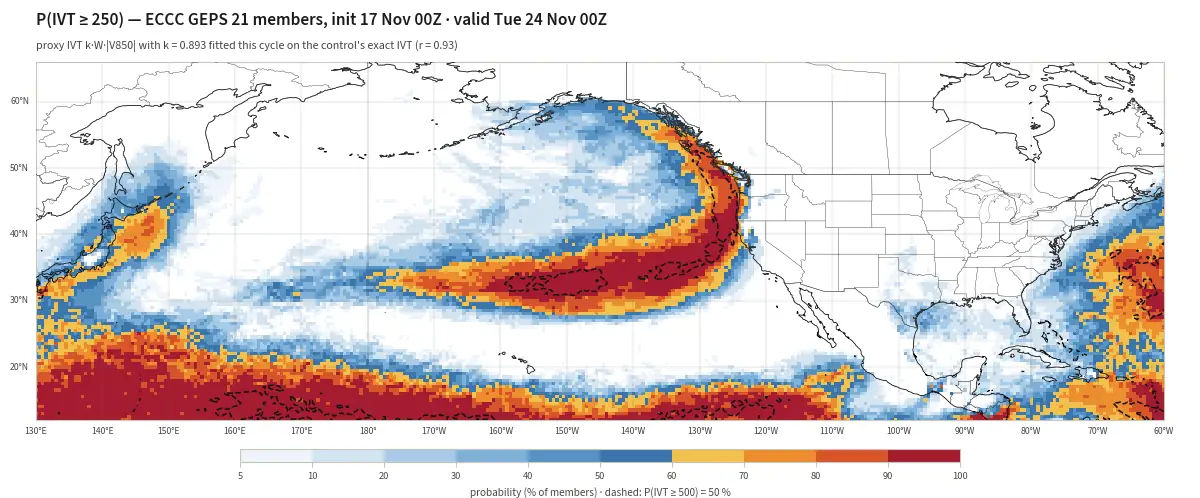 P(IVT ≥ 250) — ECCC GEPS 21 members, init 17 Nov 00Z · valid Tue 24 Nov 00Z
proxy IVT k·W·|V850| with k = 0.893 fitted this cycle on the control's exact IVT (r = 0.93)
60°N
50°N
40°N
30°N
20°N
130°E 140°E 150°E 160°E 170°E 180° 170°W 160°W 150°W 140°W 130°W 120°W 110°W 100°W 90°W 80°W 70°W 60°W
5 10 20 30 40 50 60 70 80 90 100
probability (% of members) · dashed: P(IVT ≥ 500) = 50 %